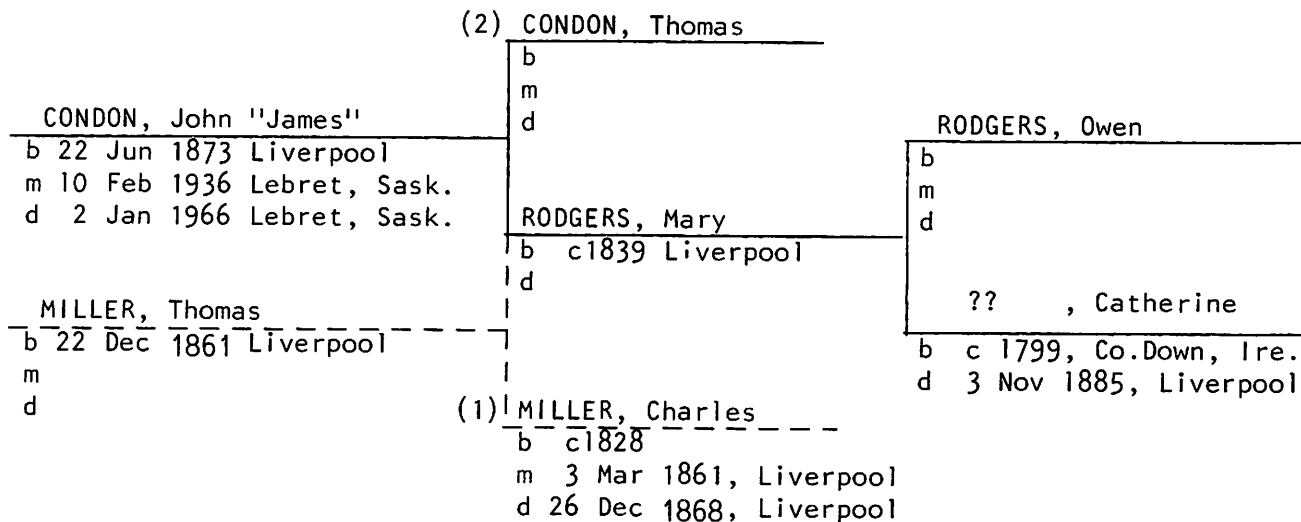 (2) CONDON, Thomas
b
m
d
CONDON, John "James"
b 22 Jun 1873 Liverpool
m 10 Feb 1936 Lebret, Sask.
d 2 Jan 1966 Lebret, Sask.
RODGERS, Owen
b
m
d
RODGERS, Mary
b c1839 Liverpool
d
MILLER, Thomas
b 22 Dec 1861 Liverpool
m
d
?? , Catherine
b c 1799, Co.Down, Ire.
d 3 Nov 1885, Liverpool
(1) MILLER, Charles
b c1828
m 3 Mar 1861, Liverpool
d 26 Dec 1868, Liverpool